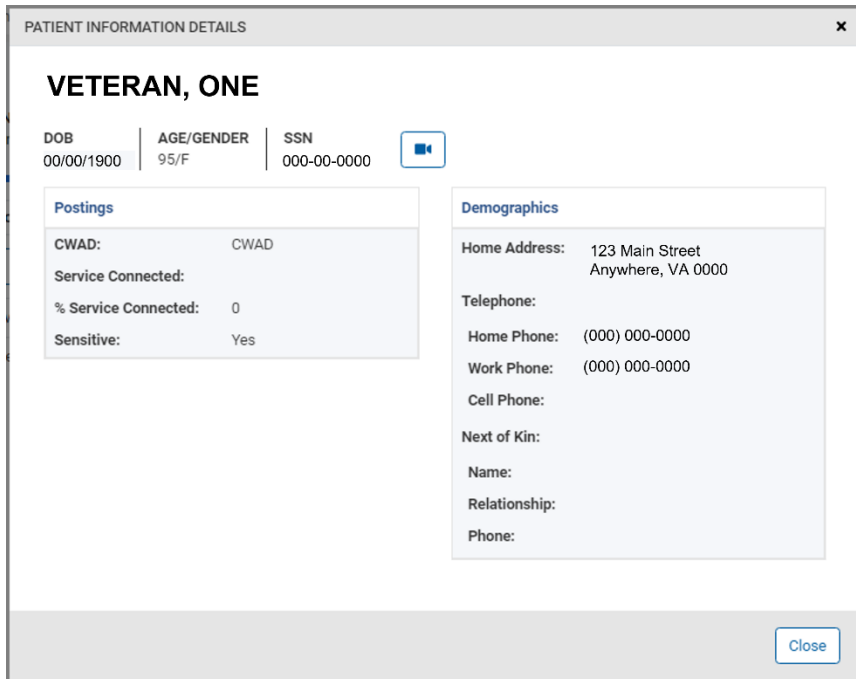 PATIENT INFORMATION DETAILS ×
VETERAN, ONE
DOB AGE/GENDER SSN
00/00/1900 95/F 000-00-0000
Postings
CWAD: CWAD
Service Connected:
% Service Connected: 0
Sensitive: Yes
Demographics
Home Address: 123 Main Street
Anywhere, VA 0000
Telephone:
Home Phone: (000) 000-0000
Work Phone: (000) 000-0000
Cell Phone:
Next of Kin:
Name:
Relationship:
Phone:
Close